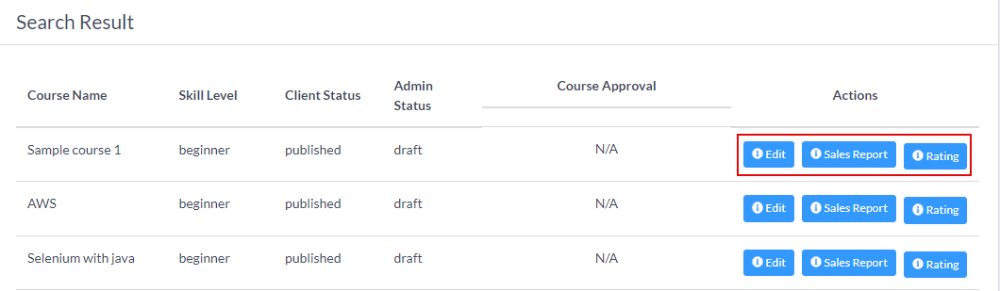 Search Result
Course Name Skill Level Client Status Admin Status Course Approval Actions
Sample course 1 beginner published draft N/A Edit Sales Report Rating
AWS beginner published draft N/A Edit Sales Report Rating
Selenium with java beginner published draft N/A Edit Sales Report Rating